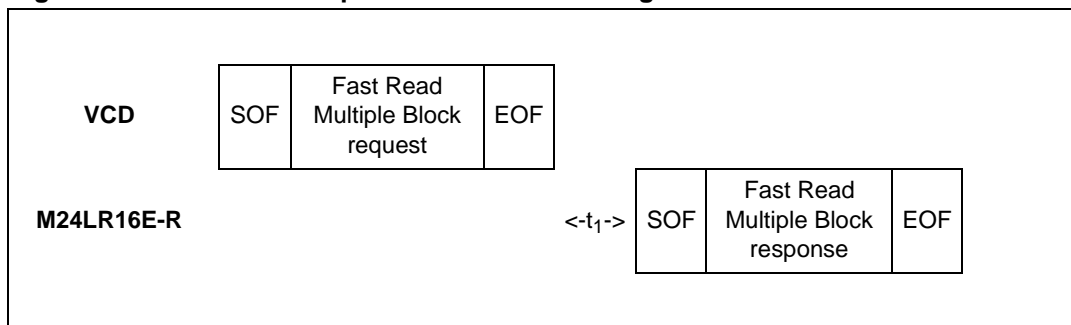 VCD
SOF
Fast Read
Multiple Block
request
EOF
M24LR16E-R
<-t1->
SOF
Fast Read
Multiple Block
response
EOF